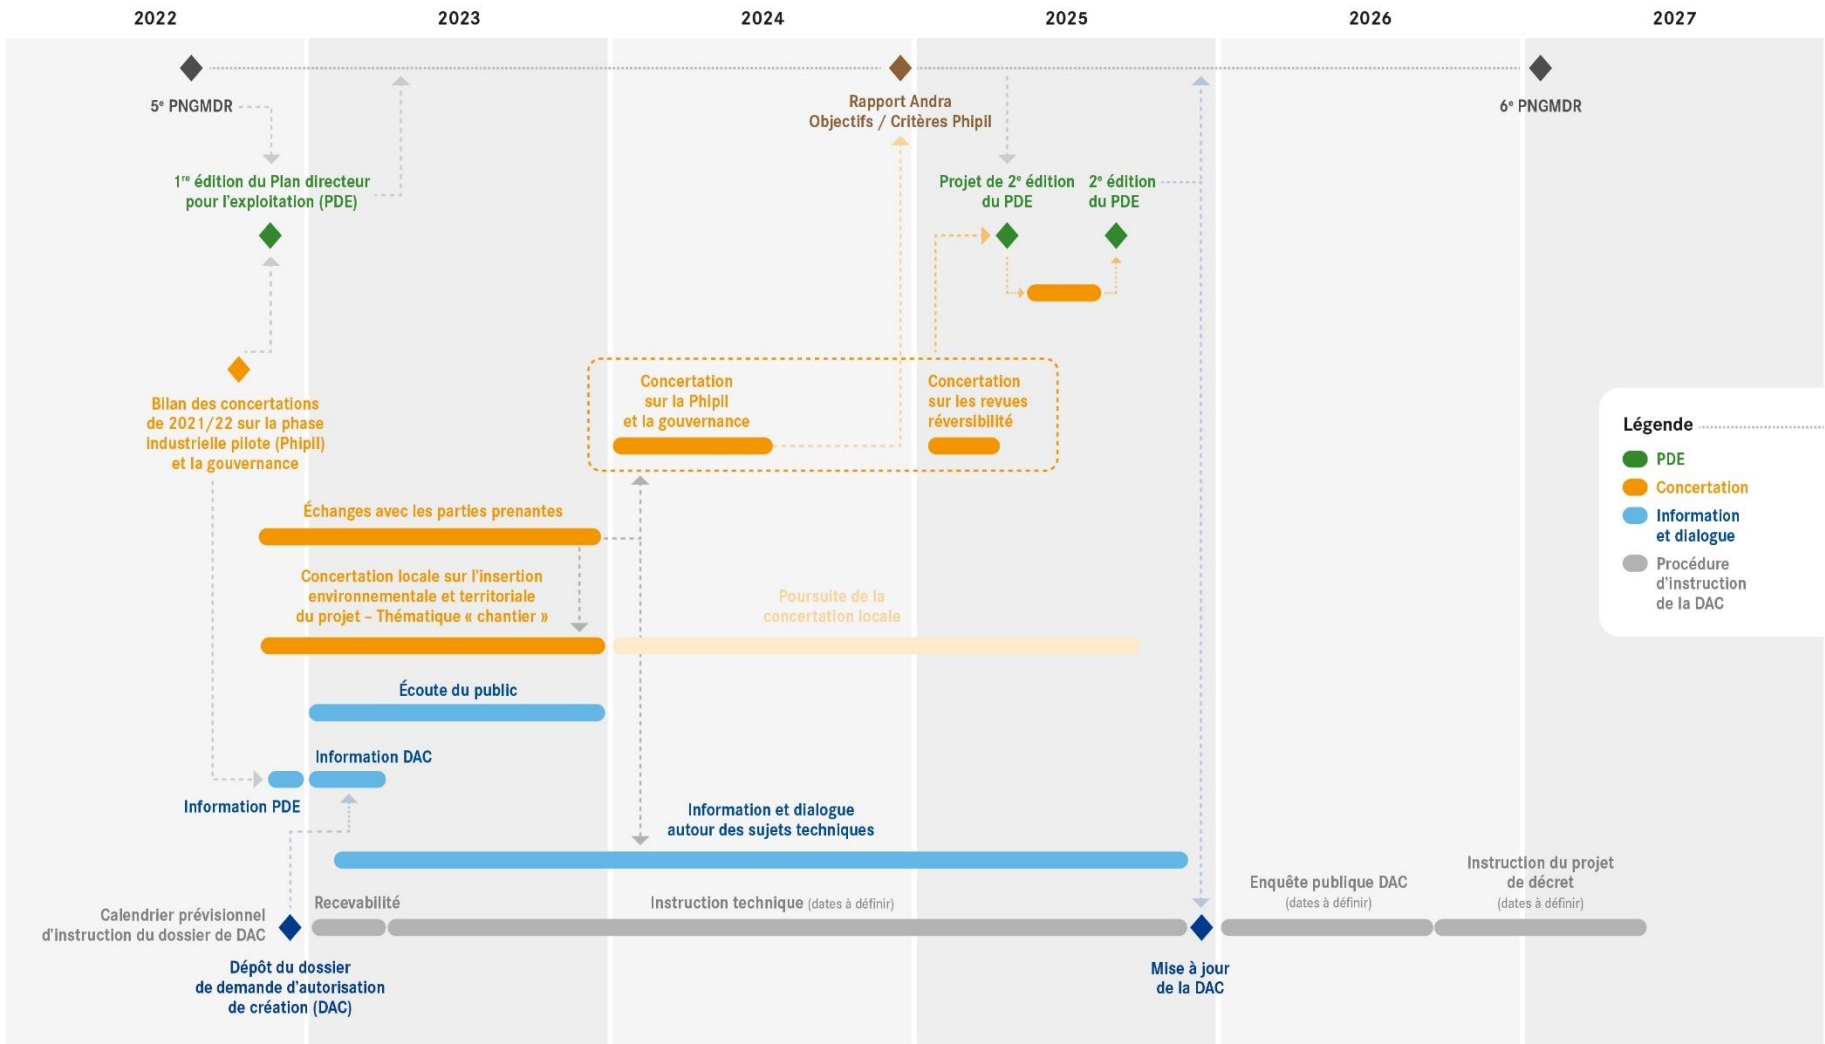 2022
2023
2024
2025
2026
2027
5e PNGMDR
Rapport Andra
Objectifs / Critères Phipil
6e PNGMDR
1re édition du Plan directeur
pour l'exploitation (PDE)
Projet de 2e édition
du PDE
2e édition
du PDE
Bilan des concertations
de 2021/22 sur la phase
industrielle pilote (Phipil)
et la gouvernance
Concertation
sur la Phipil
et la gouvernance
Concertation
sur les revues
réversibilité
Légende
PDE
Concertation
Information
et dialogue
Procédure
d'instruction
de la DAC
Échanges avec les parties prenantes
Concertation locale sur l'insertion
environnementale et territoriale
du projet – Thématique « chantier »
Poursuite de la
concertation locale
Écoute du public
Information DAC
Information PDE
Information et dialogue
autour des sujets techniques
Calendrier prévisionnel
d'instruction du dossier de DAC
Recevabilité
Instruction technique (dates à définir)
Enquête publique DAC
(dates à définir)
Instruction du projet
de décret
(dates à définir)
Dépôt du dossier
de demande d'autorisation
de création (DAC)
Mise à jour
de la DAC